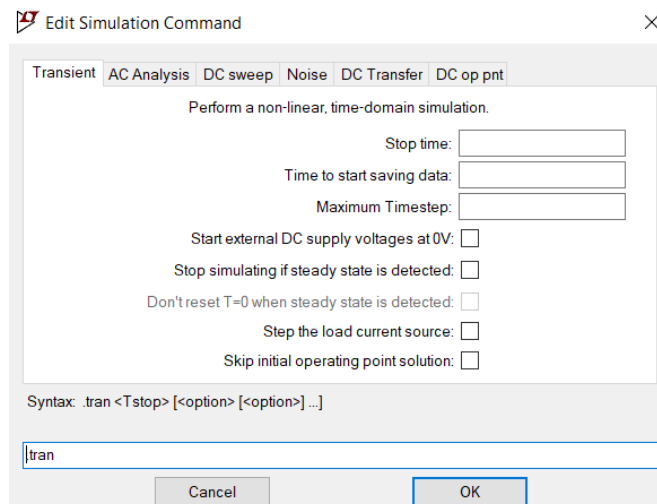 Edit Simulation Command
Transient AC Analysis DC sweep Noise DC Transfer DC op pnt
Perform a non-linear, time-domain simulation.
Stop time:
Time to start saving data:
Maximum Timestep:
Start external DC supply voltages at 0V:
Stop simulating if steady state is detected:
Don't reset T=0 when steady state is detected:
Step the load current source:
Skip initial operating point solution:
Syntax: .tran <Tstop> [<option> [<option>] ...]
.tran
Cancel OK